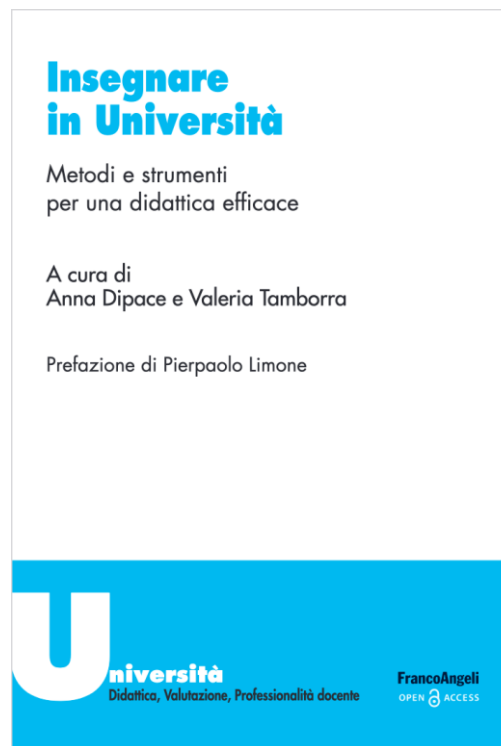 Insegnare
in Università
Metodi e strumenti
per una didattica efficace
A cura di
Anna Dipace e Valeria Tamborra
Prefazione di Pierpaolo Limone
Università
Didattica, Valutazione, Professionalità docente
FrancoAngeli
OPEN ACCESS